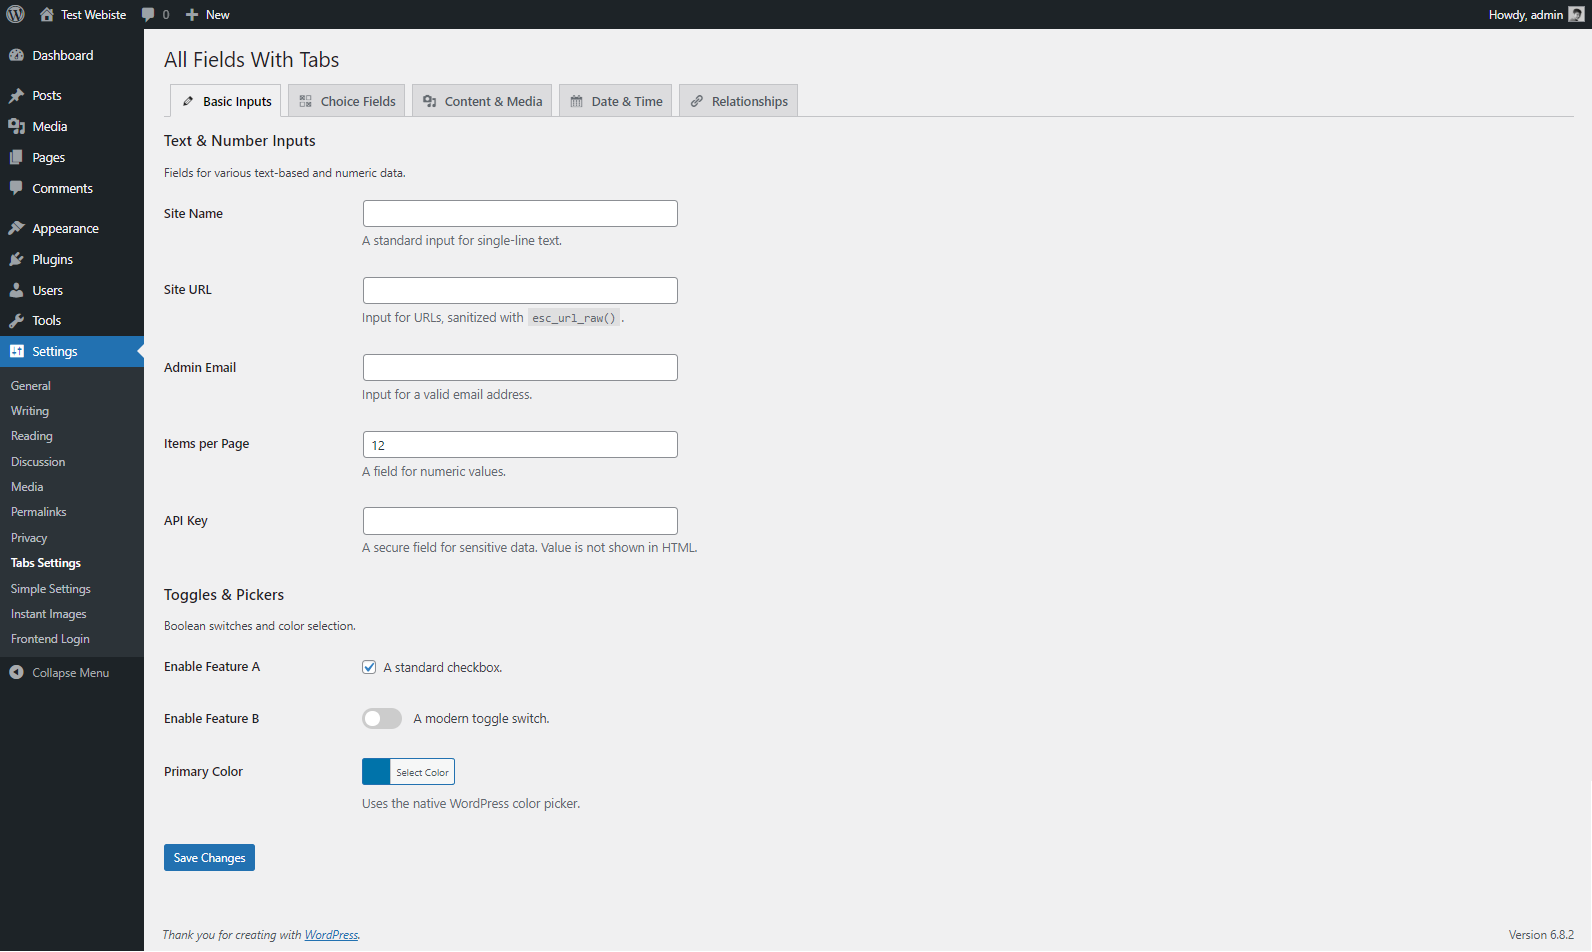 Test Webiste 0 New Howdy, admin
Dashboard
Posts
Media
Pages
Comments
Appearance
Plugins
Users
Tools
Settings
General
Writing
Reading
Discussion
Media
Permalinks
Privacy
Tabs Settings
Simple Settings
Instant Images
Frontend Login
Collapse Menu
All Fields With Tabs
Basic Inputs Choice Fields Content & Media Date & Time Relationships
Text & Number Inputs
Fields for various text-based and numeric data.
Site Name
A standard input for single-line text.
Site URL
Input for URLs, sanitized with esc_url_raw() .
Admin Email
Input for a valid email address.
Items per Page 12
A field for numeric values.
API Key
A secure field for sensitive data. Value is not shown in HTML.
Toggles & Pickers
Boolean switches and color selection.
Enable Feature A A standard checkbox.
Enable Feature B A modern toggle switch.
Primary Color Select Color
Uses the native WordPress color picker.
Save Changes
Thank you for creating with WordPress. Version 6.8.2